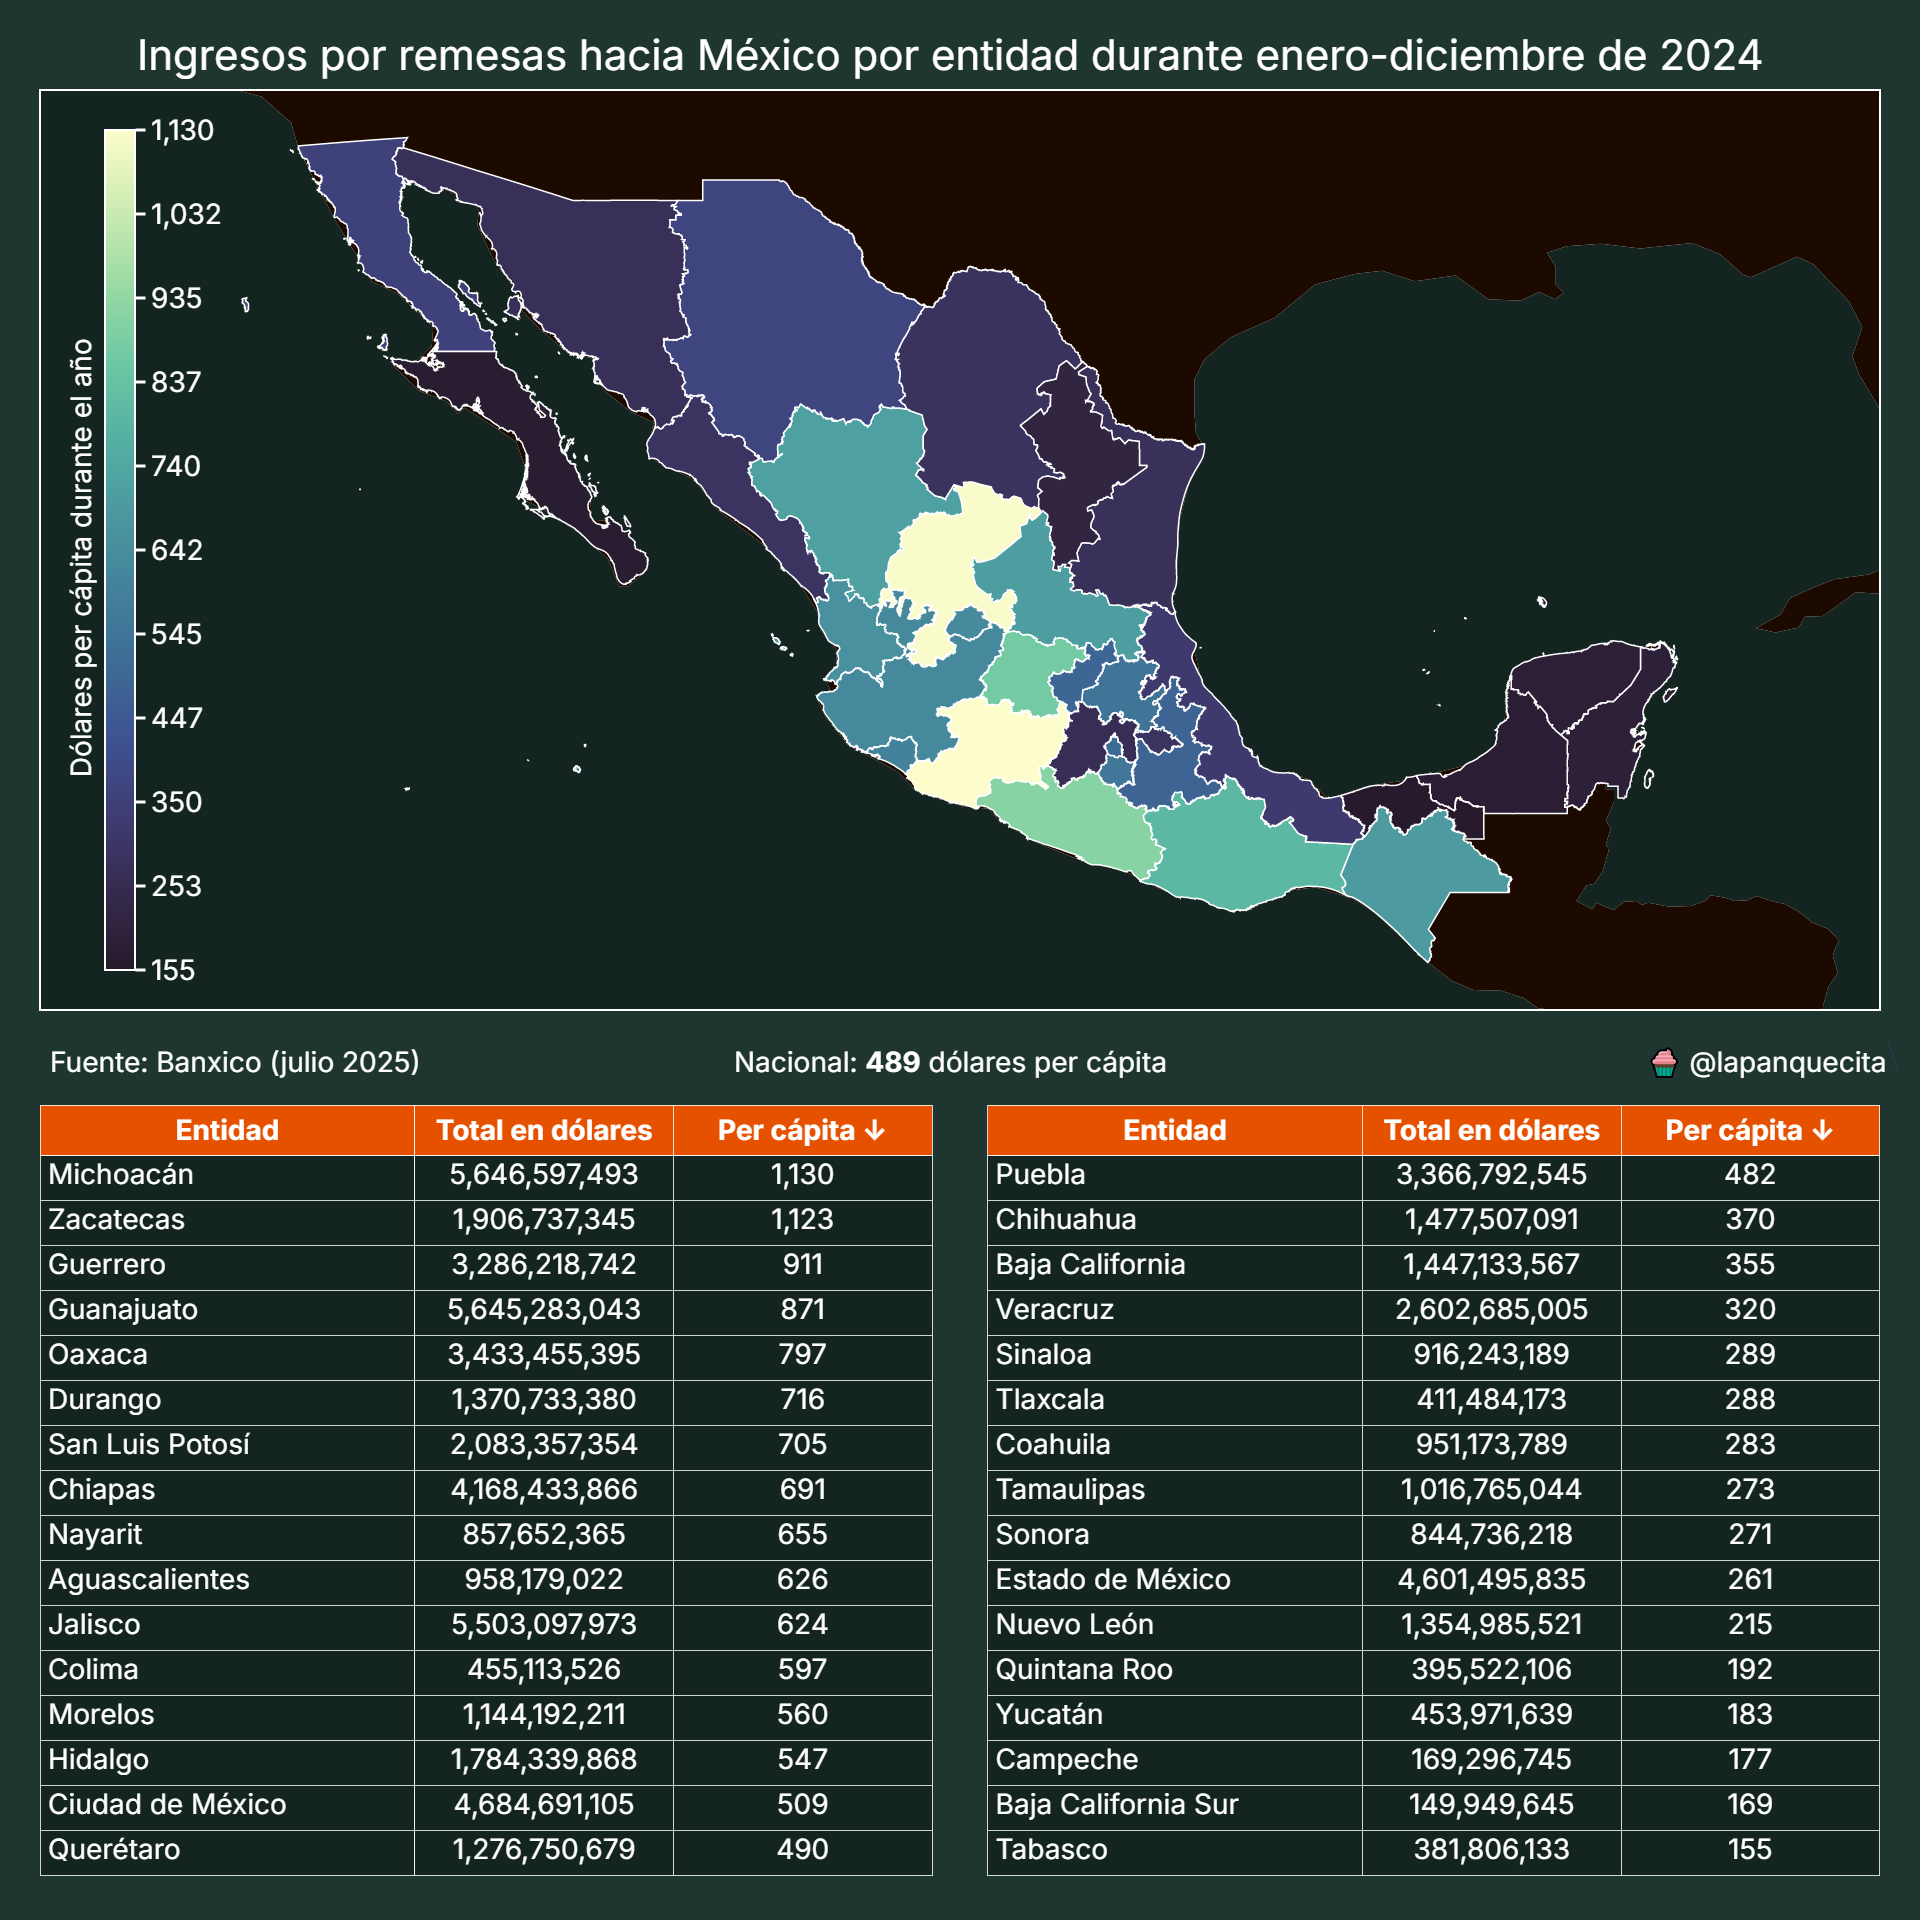 Ingresos por remesas hacia México por entidad durante enero-diciembre de 2024
Dólares per cápita durante el año
1,130
1,032
935
837
740
642
545
447
350
253
155
Fuente: Banxico (julio 2025)
Nacional: 489 dólares per cápita
🧁 @lapanquecita
Entidad Total en dólares Per cápita ↓
Michoacán 5,646,597,493 1,130
Zacatecas 1,906,737,345 1,123
Guerrero 3,286,218,742 911
Guanajuato 5,645,283,043 871
Oaxaca 3,433,455,395 797
Durango 1,370,733,380 716
San Luis Potosí 2,083,357,354 705
Chiapas 4,168,433,866 691
Nayarit 857,652,365 655
Aguascalientes 958,179,022 626
Jalisco 5,503,097,973 624
Colima 455,113,526 597
Morelos 1,144,192,211 560
Hidalgo 1,784,339,868 547
Ciudad de México 4,684,691,105 509
Querétaro 1,276,750,679 490
Entidad Total en dólares Per cápita ↓
Puebla 3,366,792,545 482
Chihuahua 1,477,507,091 370
Baja California 1,447,133,567 355
Veracruz 2,602,685,005 320
Sinaloa 916,243,189 289
Tlaxcala 411,484,173 288
Coahuila 951,173,789 283
Tamaulipas 1,016,765,044 273
Sonora 844,736,218 271
Estado de México 4,601,495,835 261
Nuevo León 1,354,985,521 215
Quintana Roo 395,522,106 192
Yucatán 453,971,639 183
Campeche 169,296,745 177
Baja California Sur 149,949,645 169
Tabasco 381,806,133 155